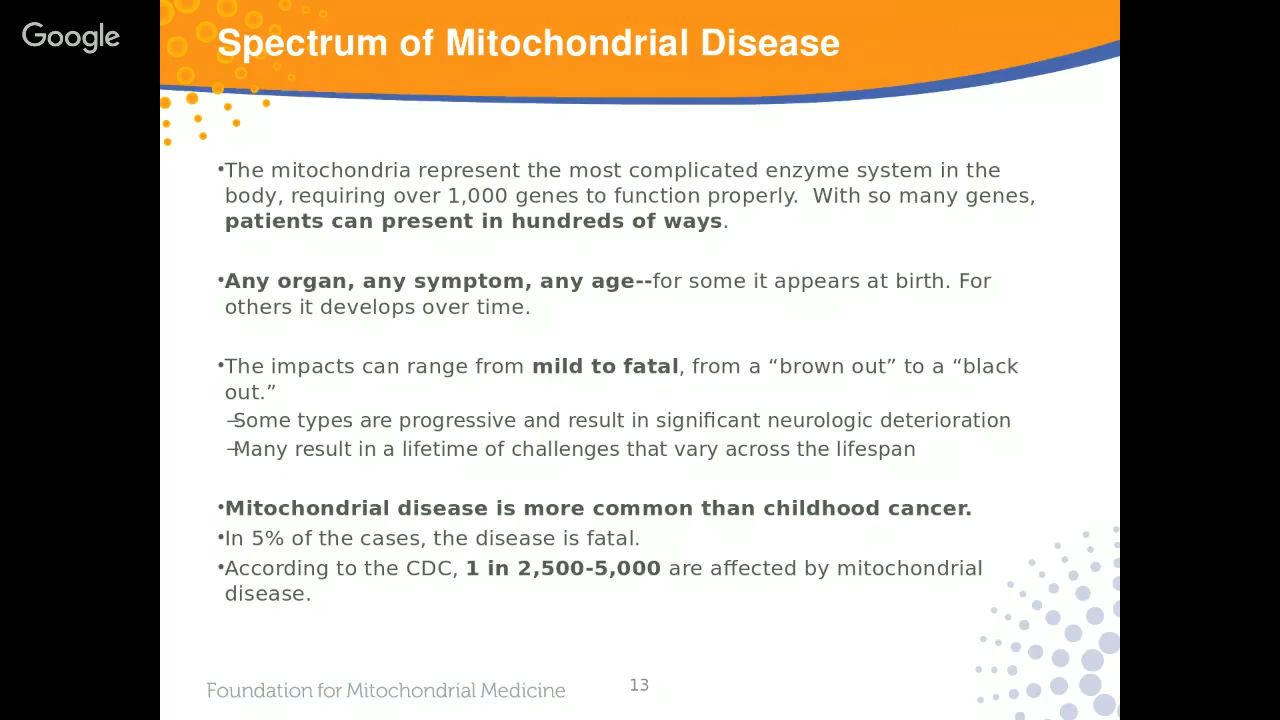 Google
Spectrum of Mitochondrial Disease
•The mitochondria represent the most complicated enzyme system in the
body, requiring over 1,000 genes to function properly.  With so many genes,
patients can present in hundreds of ways.
•Any organ, any symptom, any age--for some it appears at birth. For
others it develops over time.
•The impacts can range from mild to fatal, from a “brown out” to a “black
out.”
–Some types are progressive and result in significant neurologic deterioration
–Many result in a lifetime of challenges that vary across the lifespan
•Mitochondrial disease is more common than childhood cancer.
•In 5% of the cases, the disease is fatal.
•According to the CDC, 1 in 2,500-5,000 are affected by mitochondrial
disease.
Foundation for Mitochondrial Medicine
13